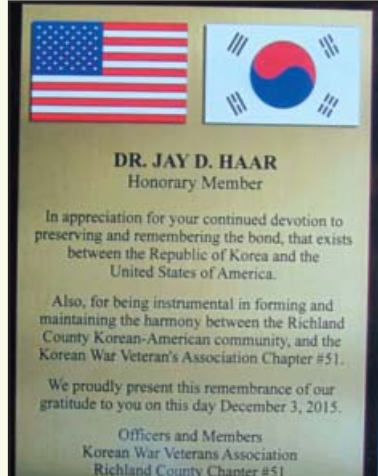 DR. JAY D. HAAR
Honorary Member
In appreciation for your continued devotion to
preserving and remembering the bond, that exists
between the Republic of Korea and the
United States of America.
Also, for being instrumental in forming and
maintaining the harmony between the Richland
County Korean-American community, and the
Korean War Veteran's Association Chapter #51.
We proudly present this remembrance of our
gratitude to you on this day December 3, 2015.
Officers and Members
Korean War Veterans Association
Richland County Chapter #51